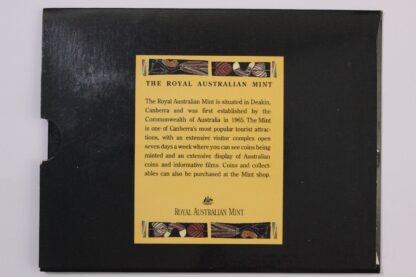 THE ROYAL AUSTRALIAN MINT
The Royal Australian Mint is situated in Deakin,
Canberra and was first established by the
Commonwealth of Australia in 1965. The Mint
is one of Canberra's most popular tourist attrac-
tions, with an extensive visitor complex open
seven days a week where you can see coins being
minted and an extensive display of Australian
coins and informative films. Coins and collect-
ables can also be purchased at the Mint shop.
ROYAL AUSTRALIAN MINT